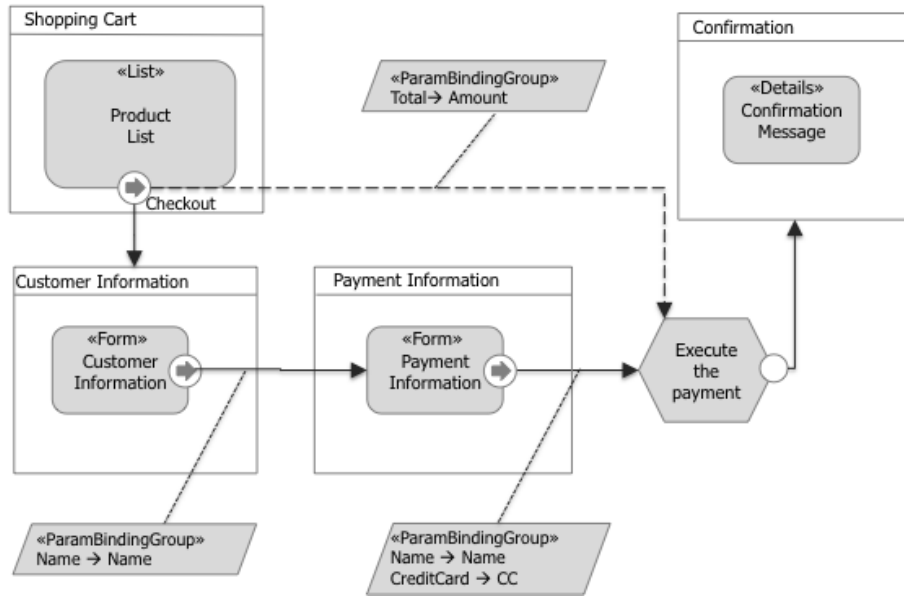 Shopping Cart
«List»
Product
List
Checkout
«ParamBindingGroup»
Total→ Amount
Confirmation
«Details»
Confirmation
Message
Customer Information
«Form»
Customer
Information
Payment Information
«Form»
Payment
Information
Execute
the
payment
«ParamBindingGroup»
Name → Name
«ParamBindingGroup»
Name → Name
CreditCard → CC